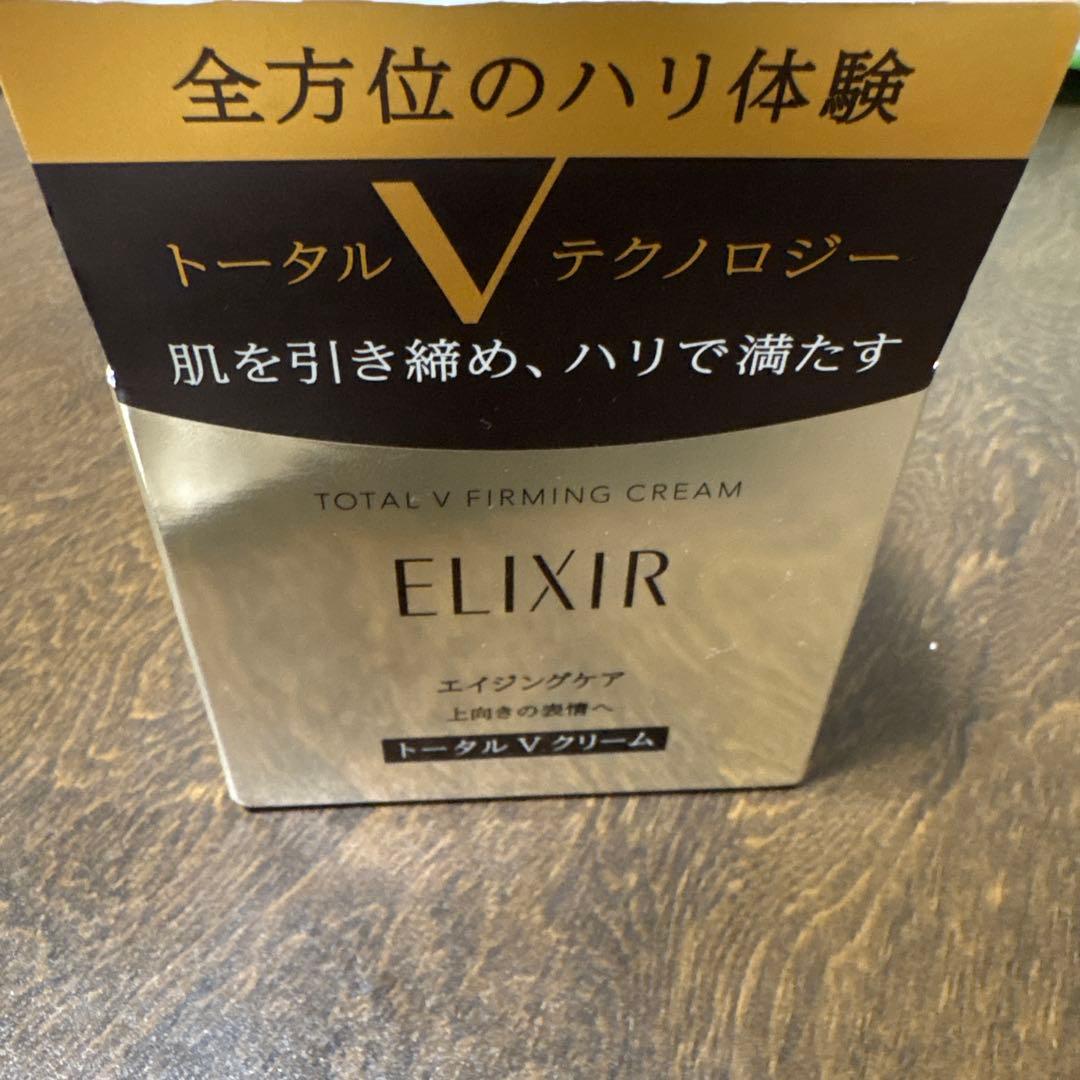 全方位のハリ体験
トータル V テクノロジー
肌を引き締め、ハリで満たす
TOTAL V FIRMING CREAM
ELIXIR
エイジングケア
上向きの表情へ
トータル V クリーム